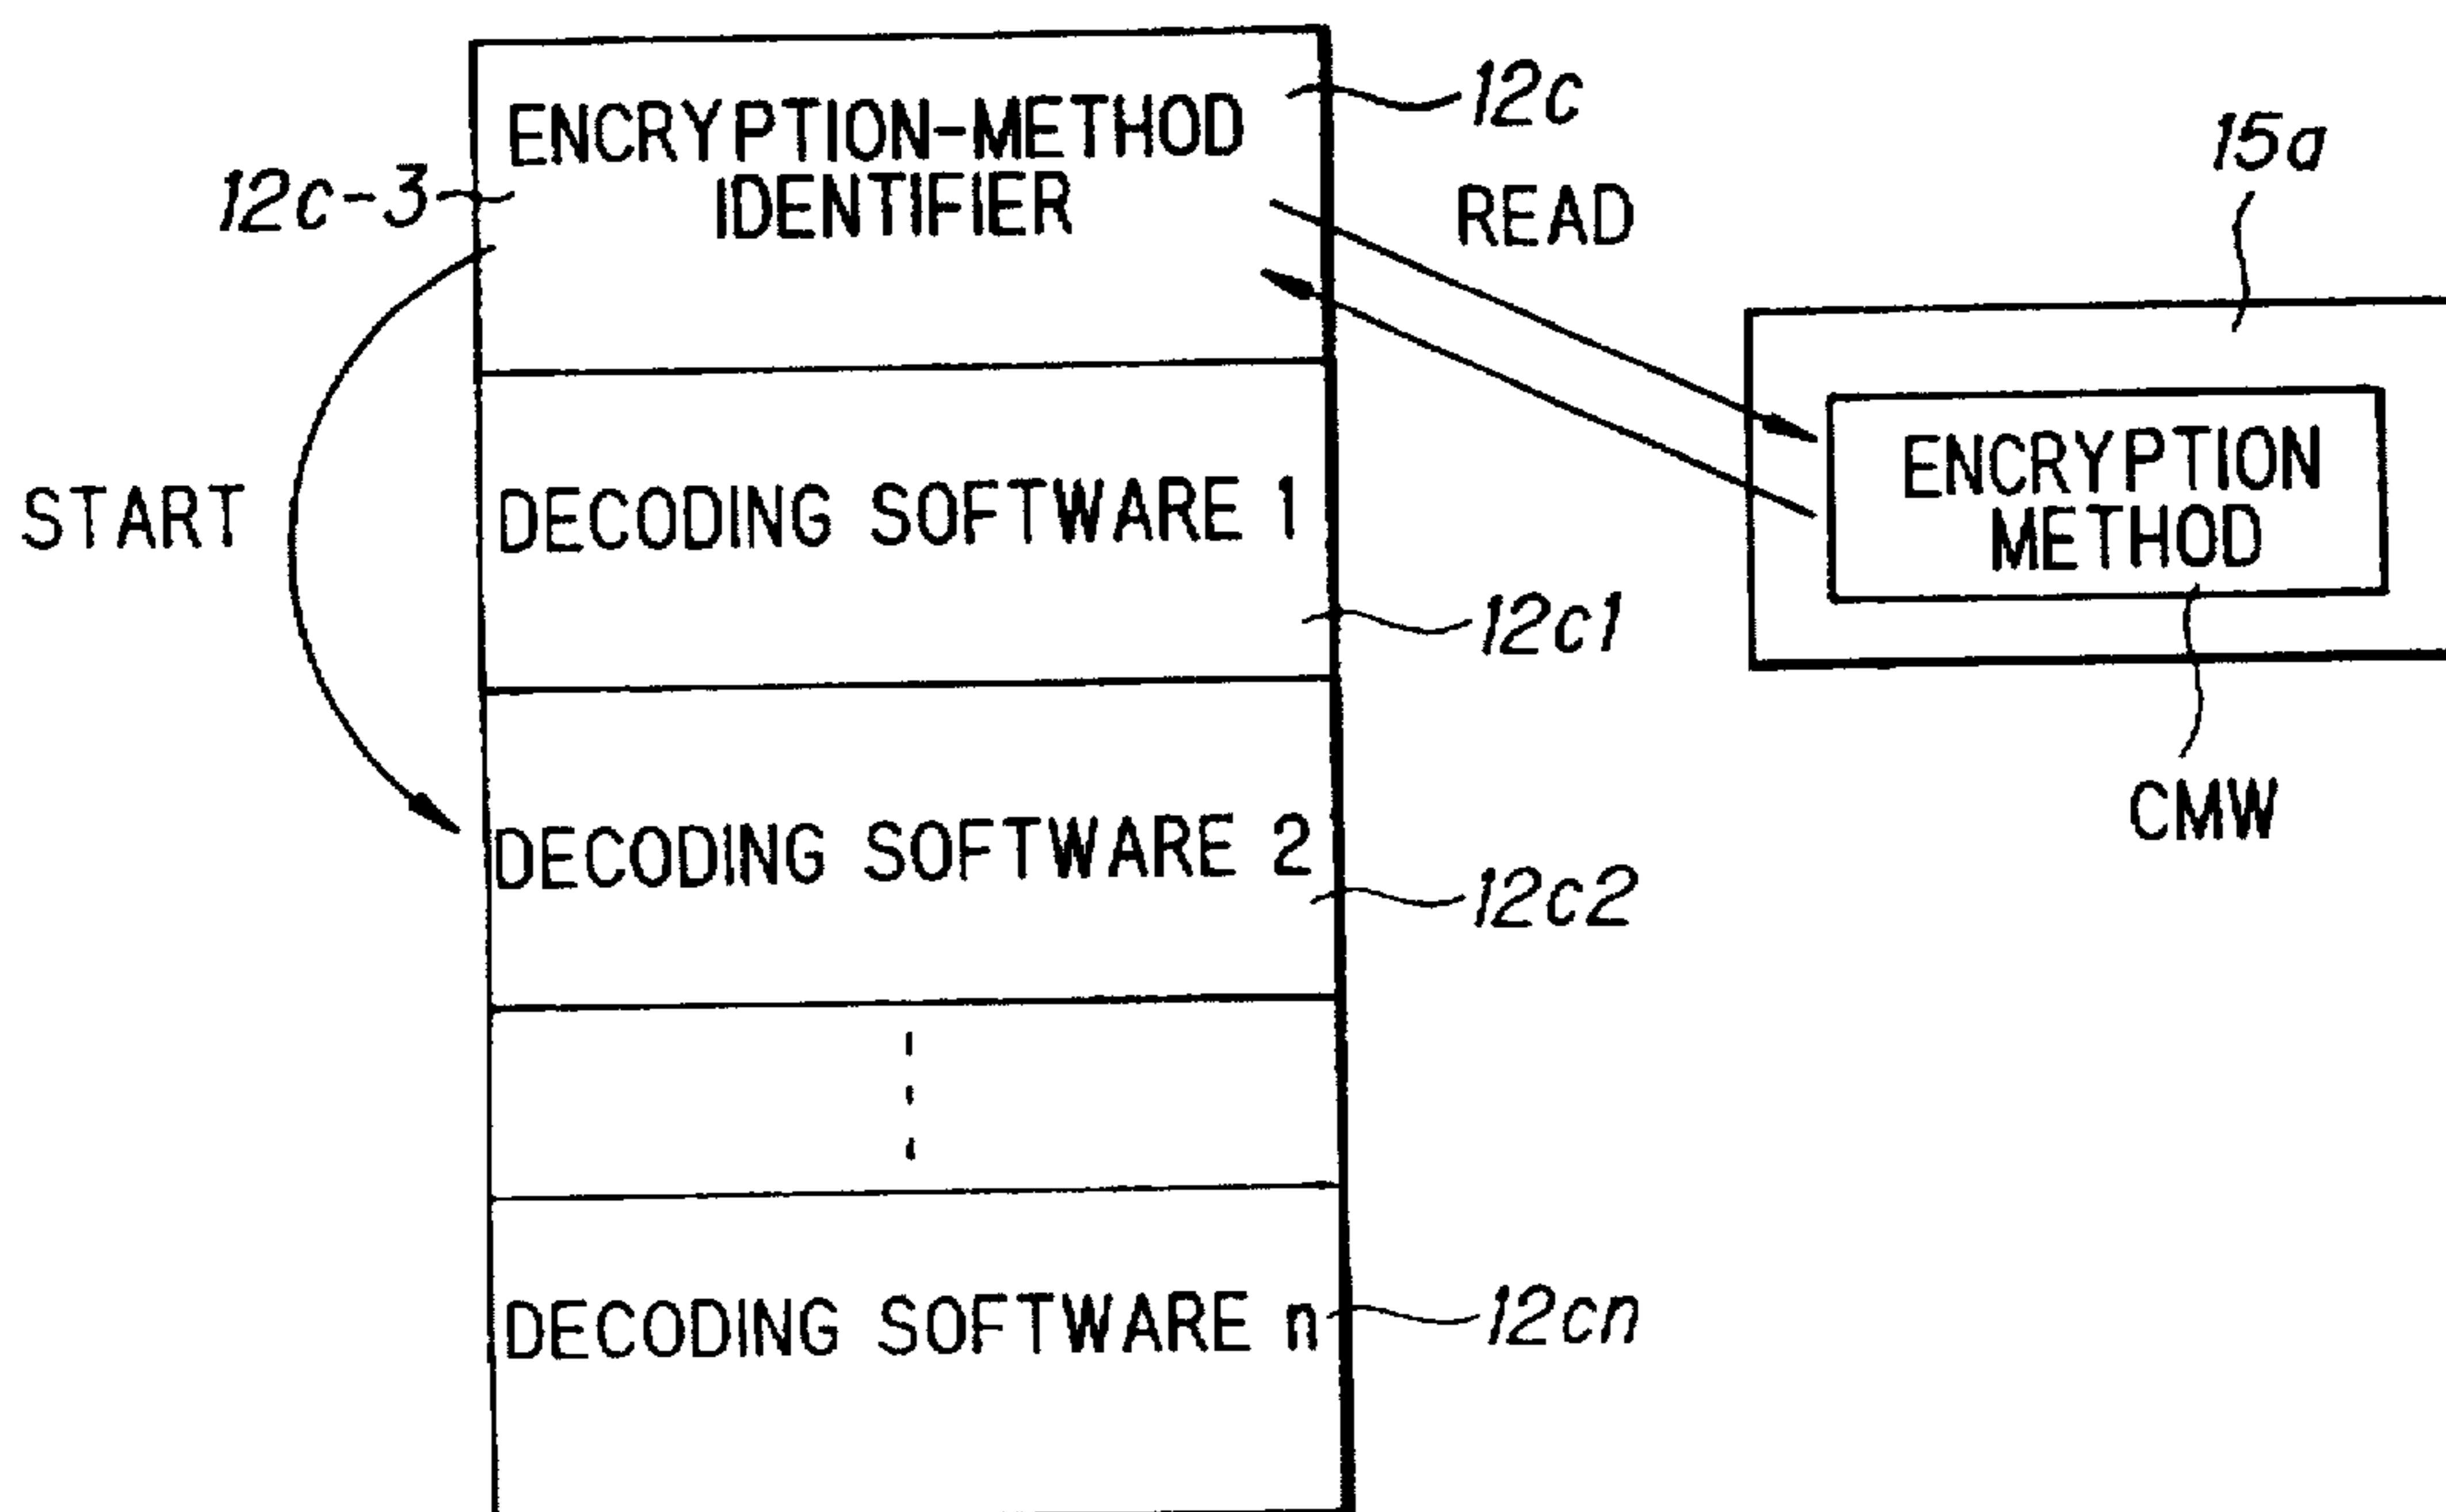 ENCRYPTION-METHOD
IDENTIFIER
12c
12c-3
READ
15a
START
DECODING SOFTWARE 1
12c1
ENCRYPTION
METHOD
CMW
DECODING SOFTWARE 2
12c2
DECODING SOFTWARE n
12cn